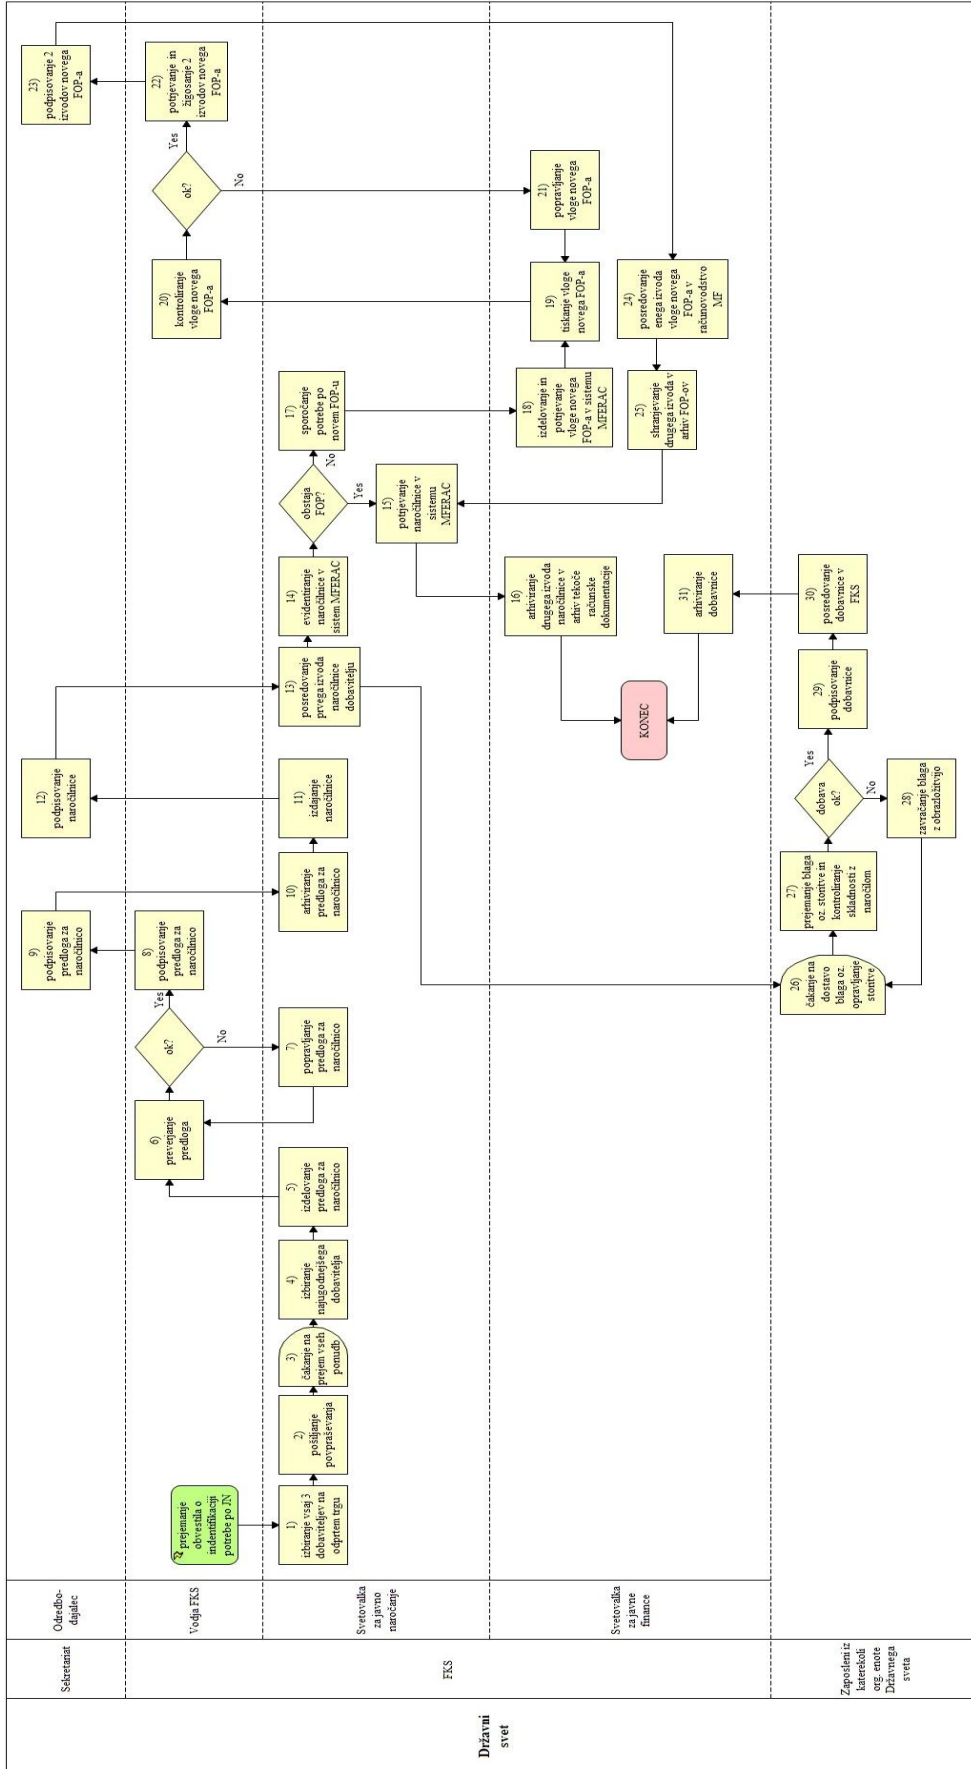 Državni
svet
Sekretariat
FKS
Zaposleni iz
katerekoli
org. enote
Državnega
sveta
Odredbo-
dajalec
Vodja FKS
Svetovalka
za javno
naročanje
Svetovalka
za javne
finance
prejemanje
obvestila o
indentifikaciji
potrebe po JN
1)
izbiranje vsaj 3
dobaviteljev na
odprtem trgu
2)
pošiljanje
povpraševanja
3)
čakanje na
prejem vseh
ponudb
4)
izbiranje
najugodnejšega
dobavitelja
5)
izdelovanje
predloga za
naročilnico
6)
preverjanje
predloga
ok?
Yes
No
7)
popravljanje
predloga za
naročilnico
8)
podpisovanje
predloga za
naročilnico
9)
podpisovanje
predloga za
naročilnico
10)
arhiviranje
predloga za
naročilnico
11)
izdajanje
naročilnice
12)
podpisovanje
naročilnice
13)
posredovanje
prvega izvoda
naročilnice
dobavitelju
14)
evidentiranje
naročilnice v
sistem MFERAC
obstaja
FOP?
No
Yes
15)
potrjevanje
naročilnice v
sistemu
MFERAC
16)
arhiviranje
drugega izvoda
naročilnice v
arhiv tekoče
računske
dokumentacije
17)
sporočanje
potrebe po
novem FOP-u
18)
izdelovanje in
potrjevanje
vloge novega
FOP-a v sistemu
MFERAC
19)
tiskanje vloge
novega FOP-a
20)
kontroliranje
vloge novega
FOP-a
ok?
Yes
No
21)
popravljanje
vloge novega
FOP-a
22)
potrjevanje in
žigosanje 2
izvodov novega
FOP-a
23)
podpisovanje 2
izvodov novega
FOP-a
24)
posredovanje
enega izvoda
vloge novega
FOP-a v
računovodstvo
MF
25)
shranjevanje
drugega izvoda v
arhiv FOP-ov
26)
čakanje na
dostavo
blaga oz.
opravljanje
storitve
27)
prejemanje blaga
oz. storitve in
kontroliranje
skladnosti z
naročilom
dobava
ok?
Yes
No
28)
zavračanje blaga
z obrazložitvijo
29)
podpisovanje
dobavnice
30)
posredovanje
dobavnice v
FKS
31)
arhiviranje
dobavnice
KONEC